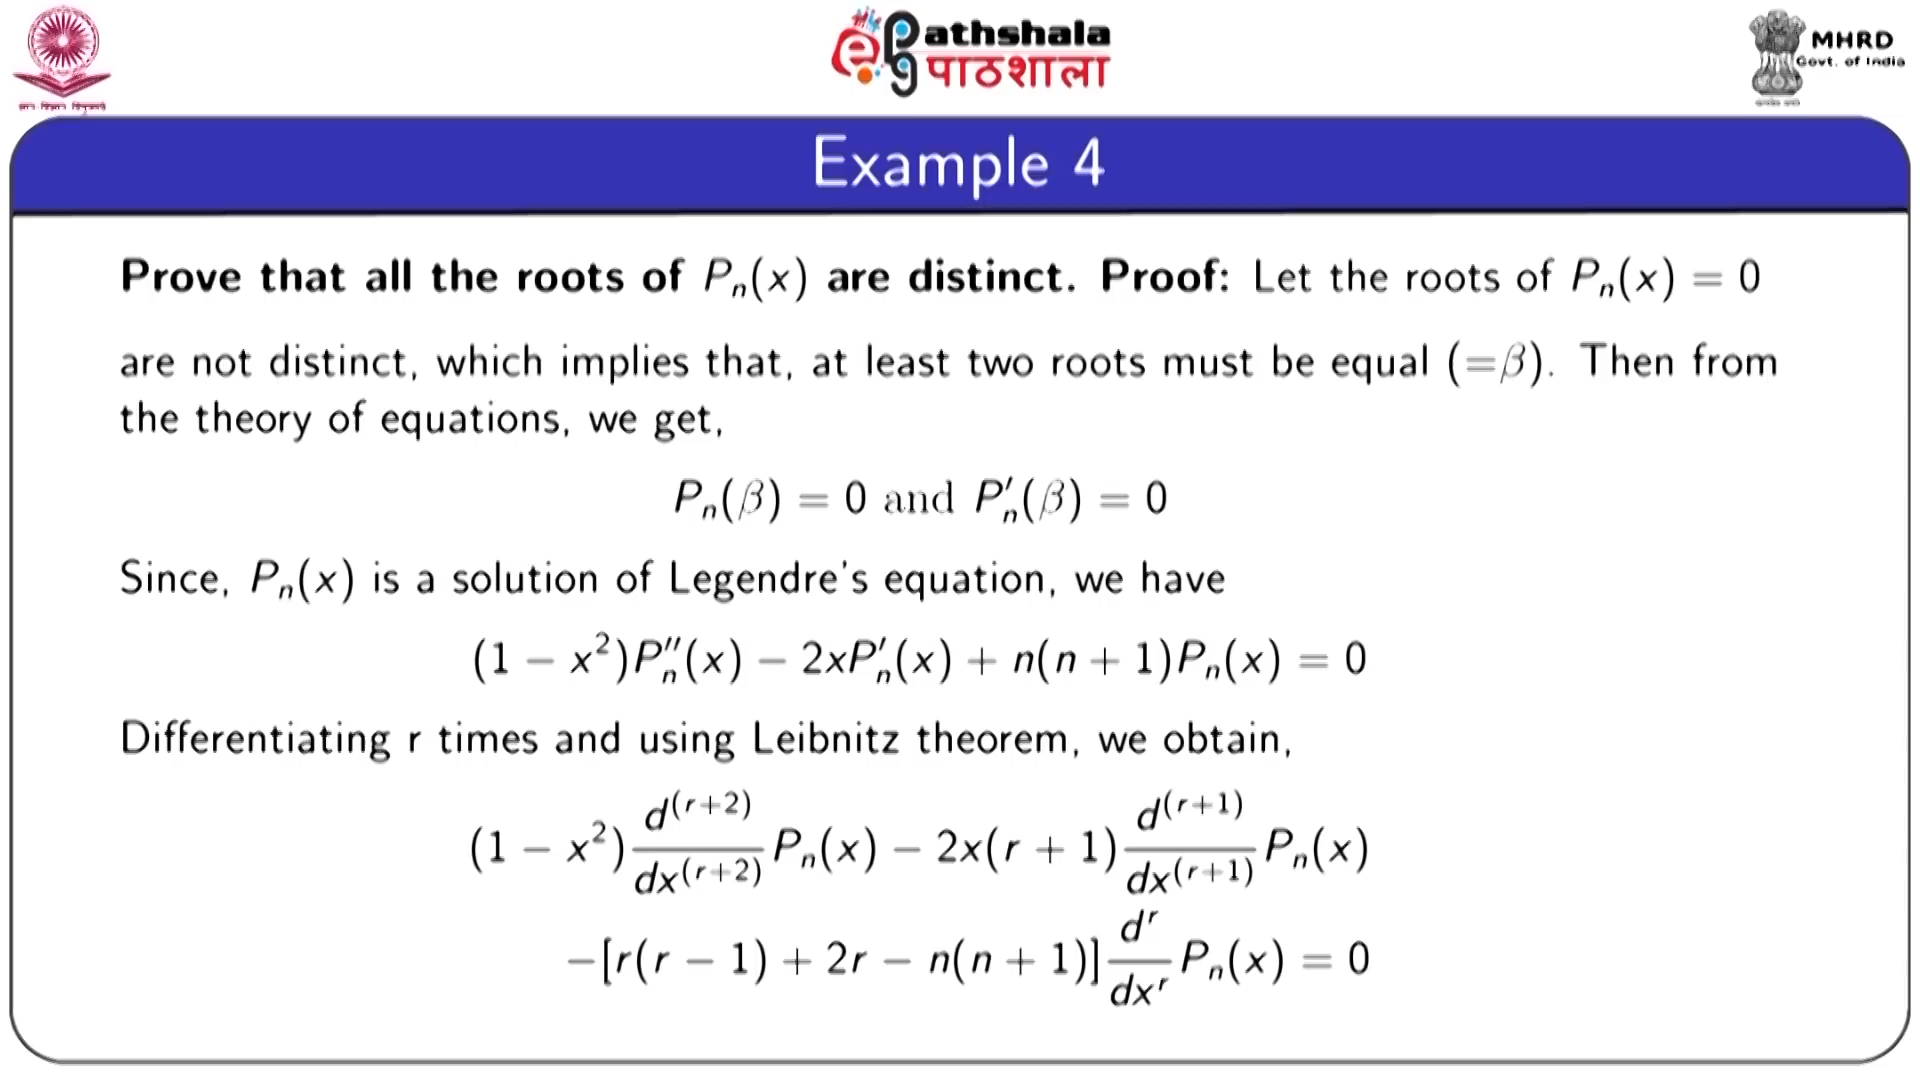 athshala
पाठशाला
MHRD
Govt. of India
Example 4
Prove that all the roots of Pₙ(x) are distinct. Proof: Let the roots of Pₙ(x) = 0
are not distinct, which implies that, at least two roots must be equal (=β). Then from
the theory of equations, we get,
Pₙ(β) = 0 and P′ₙ(β) = 0
Since, Pₙ(x) is a solution of Legendre's equation, we have
(1 − x²)P″ₙ(x) − 2xP′ₙ(x) + n(n + 1)Pₙ(x) = 0
Differentiating r times and using Leibnitz theorem, we obtain,
(1 − x²) d^(r+2)/dx^(r+2) Pₙ(x) − 2x(r + 1) d^(r+1)/dx^(r+1) Pₙ(x)
−[r(r − 1) + 2r − n(n + 1)] d^r/dx^r Pₙ(x) = 0